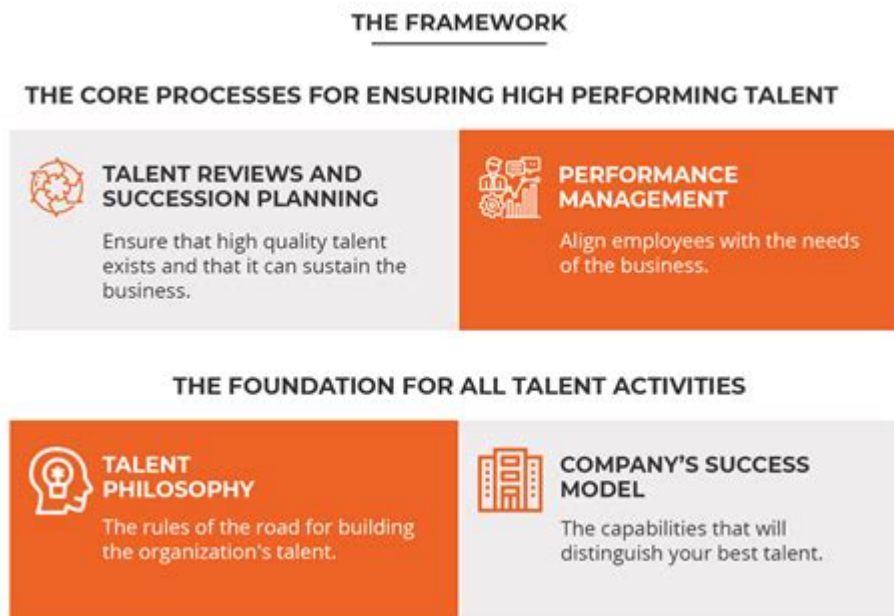 THE FRAMEWORK
THE CORE PROCESSES FOR ENSURING HIGH PERFORMING TALENT
TALENT REVIEWS AND
SUCCESSION PLANNING
Ensure that high quality talent
exists and that it can sustain the
business.
PERFORMANCE
MANAGEMENT
Align employees with the needs
of the business.
THE FOUNDATION FOR ALL TALENT ACTIVITIES
TALENT
PHILOSOPHY
The rules of the road for building
the organization's talent.
COMPANY’S SUCCESS
MODEL
The capabilities that will
distinguish your best talent.